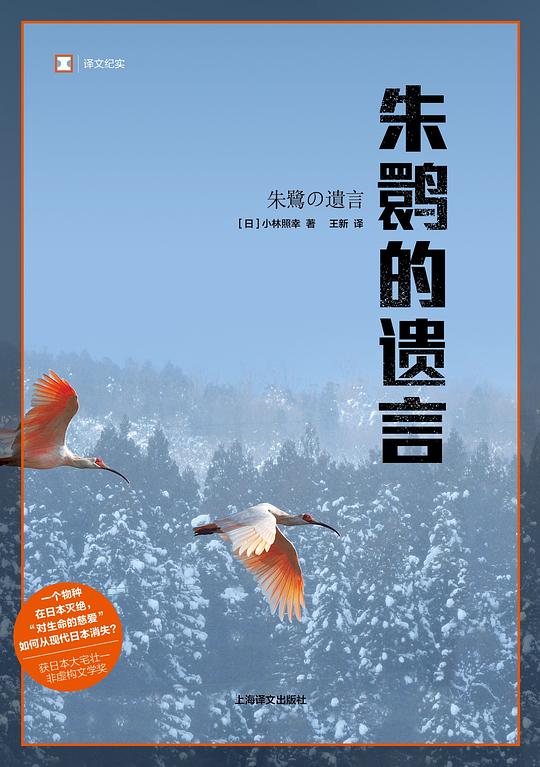 译文纪实
朱鹮的遗言
朱鷺の遺言
[日]小林照幸 著 王新 译
一个物种
在日本灭绝，
“对生命的慈爱”
如何从现代日本消失？
获日本大宅壮一
非虚构文学奖
上海译文出版社